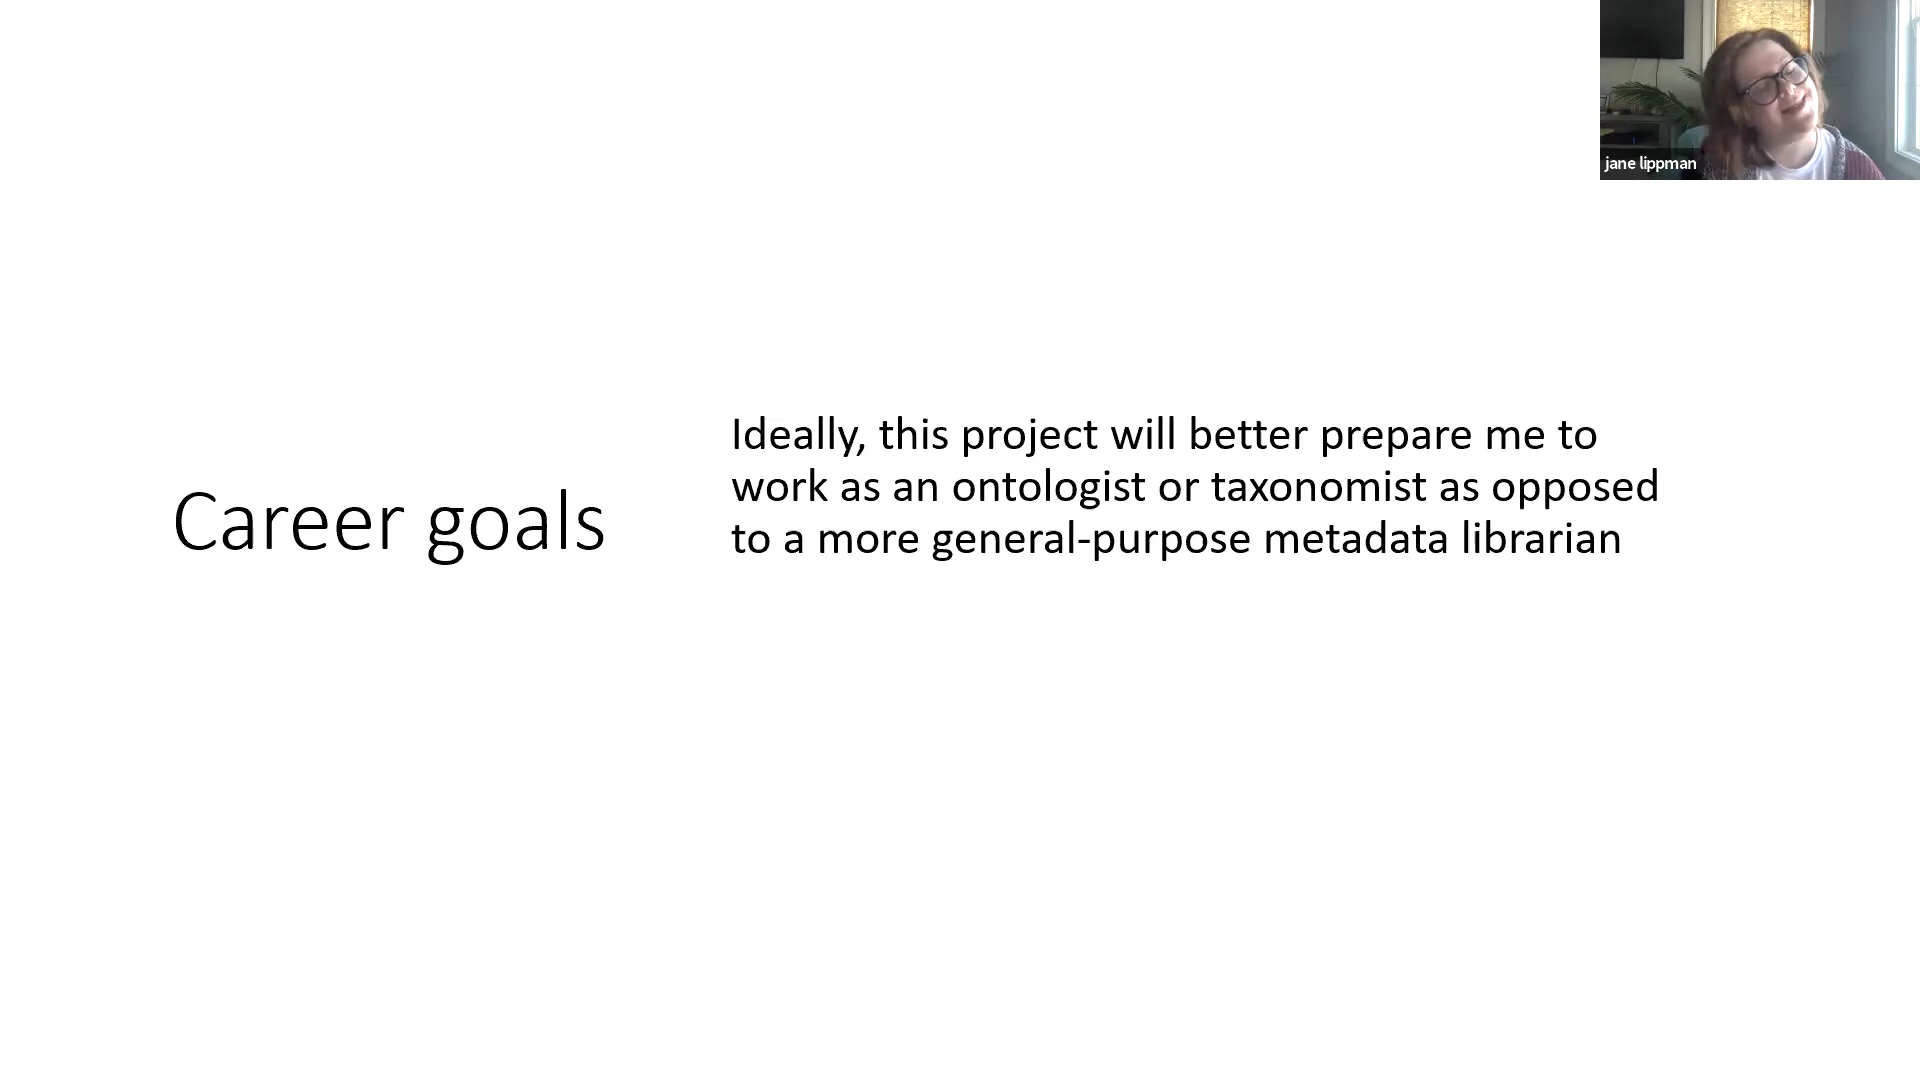 jane lippman
Career goals
Ideally, this project will better prepare me to
work as an ontologist or taxonomist as opposed
to a more general-purpose metadata librarian